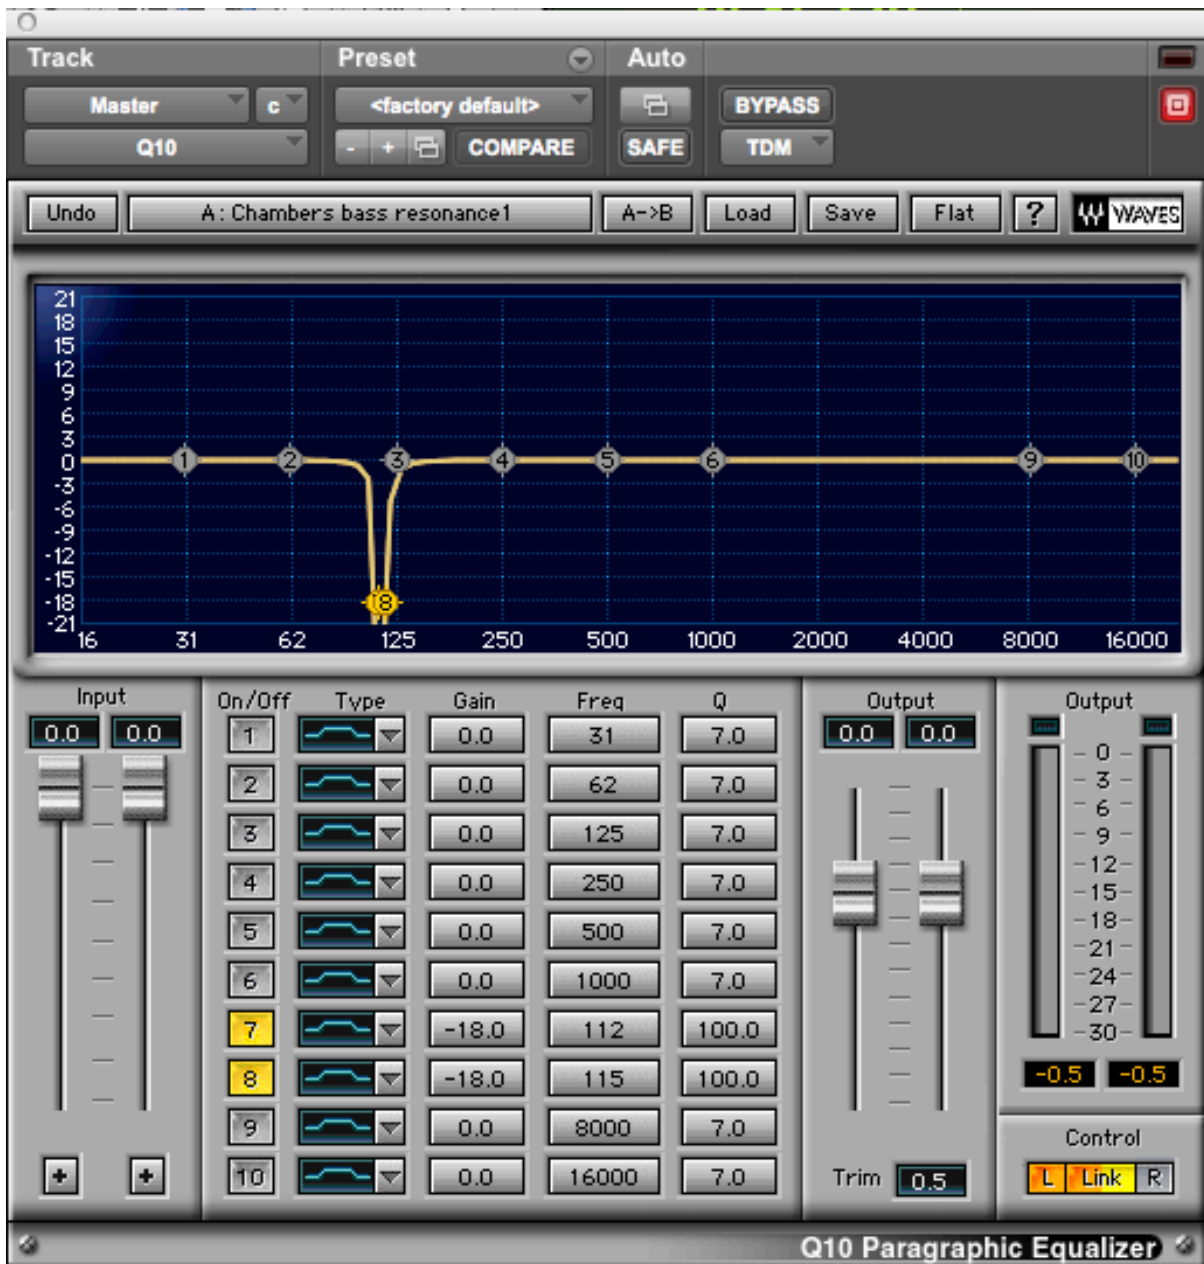 Track Preset Auto
Master c <factory default> BYPASS
Q10 - + COMPARE SAFE TDM
Undo A: Chambers bass resonance1 A->B Load Save Flat ? WAVES
21
18
15
12
9
6
3
0 1 2 3 4 5 6 9 10
-3
-6
-9
-12
-15
-18 8
-21
16 31 62 125 250 500 1000 2000 4000 8000 16000
Input On/Off Type Gain Freq Q Output Output
0.0 0.0 1 0.0 31 7.0 0.0 0.0
2 0.0 62 7.0
3 0.0 125 7.0
4 0.0 250 7.0
5 0.0 500 7.0
6 0.0 1000 7.0
7 -18.0 112 100.0
8 -18.0 115 100.0
9 0.0 8000 7.0
10 0.0 16000 7.0
+ +
Trim 0.5
0
3
6
9
12
15
18
21
24
27
30
-0.5 -0.5
Control
L Link R
Q10 Paragraphic Equalizer